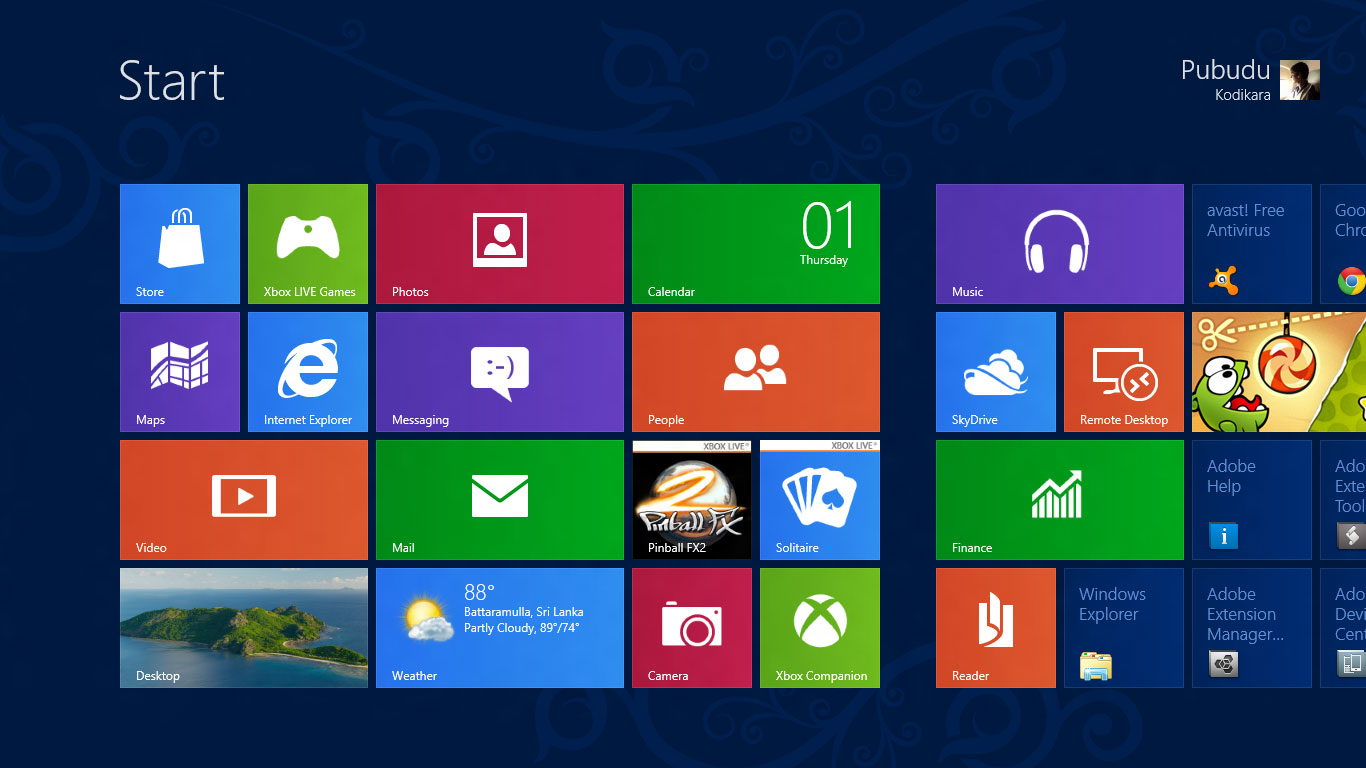 Start
Pubudu
Kodikara
Store
Xbox LIVE Games
Photos
01
Thursday
Calendar
Maps
Internet Explorer
:-)
Messaging
People
Video
Mail
XBOX LIVE®
2
Pinball FX
Pinball FX2
XBOX LIVE®
Solitaire
Desktop
88°
Battaramulla, Sri Lanka
Partly Cloudy, 89°/74°
Weather
Camera
Xbox Companion
Music
avast! Free
Antivirus
Goo
Chro
SkyDrive
Remote Desktop
Finance
Adobe
Help
Ado
Exte
Tool
Reader
Windows
Explorer
Adobe
Extension
Manager...
Ado
Devi
Cent